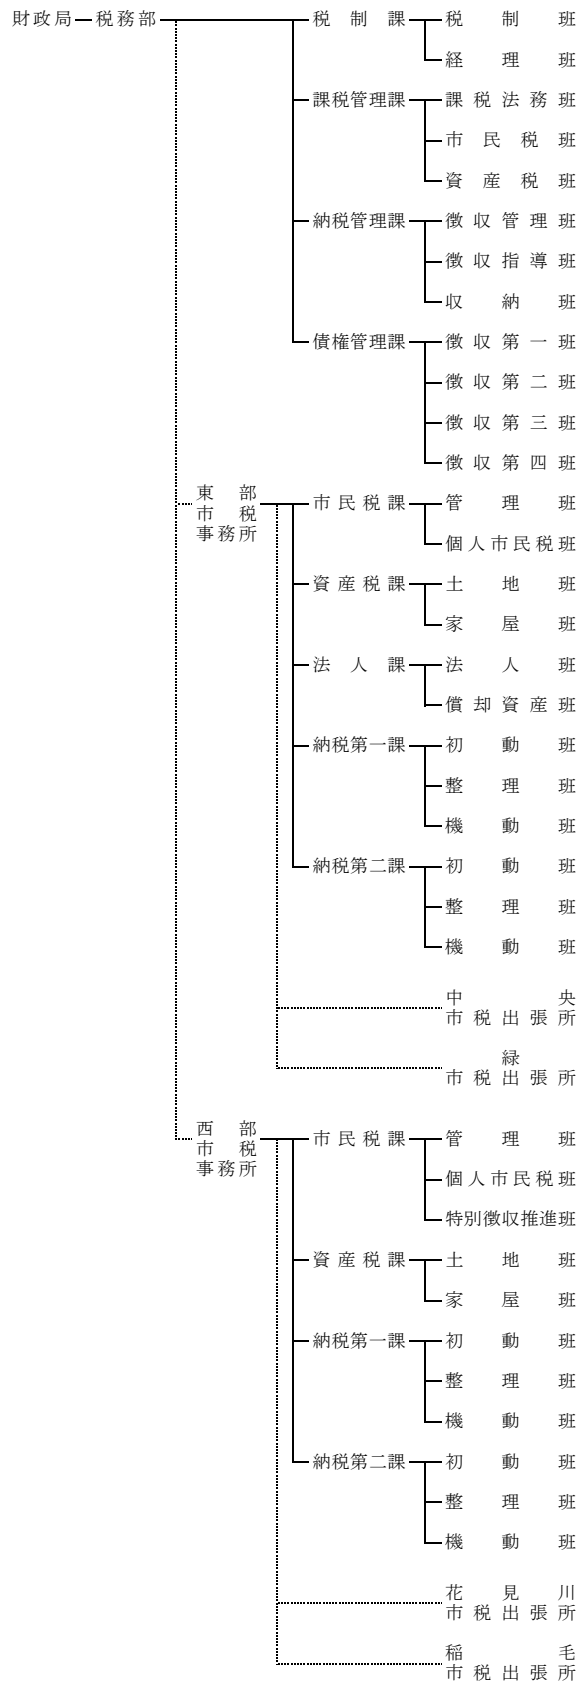 財政局 税務部 税制課 税制班
経理班
課税管理課 課税法務班
市民税班
資産税班
納税管理課 徴収管理班
徴収指導班
収納班
債権管理課 徴収第一班
徴収第二班
徴収第三班
徴収第四班
東部
市税
事務所
市民税課 管理班
個人市民税班
資産税課 土地班
家屋班
法人課 法人班
償却資産班
納税第一課 初動班
整理班
機動班
納税第二課 初動班
整理班
機動班
中央
市税出張所
緑
市税出張所
西部
市税
事務所
市民税課 管理班
個人市民税班
特別徴収推進班
資産税課 土地班
家屋班
納税第一課 初動班
整理班
機動班
納税第二課 初動班
整理班
機動班
花見川
市税出張所
稲毛
市税出張所